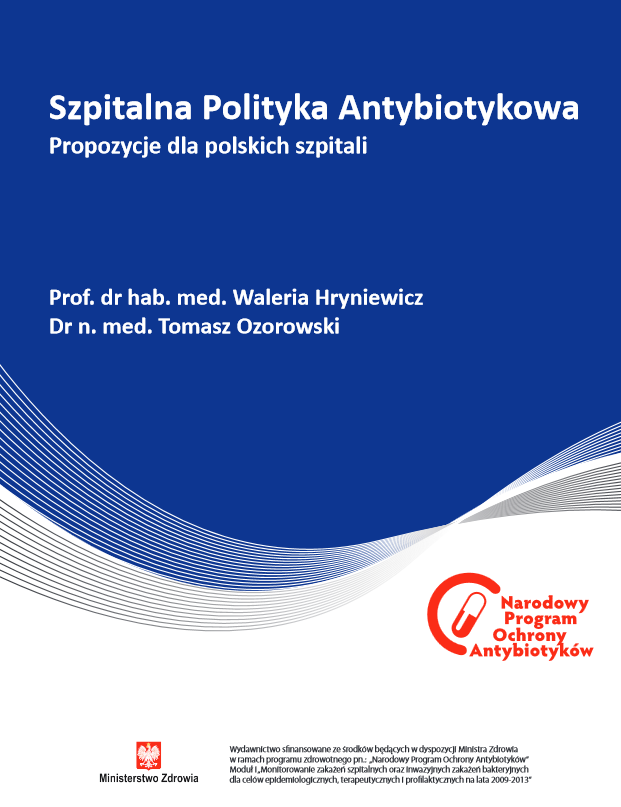 Szpitalna Polityka Antybiotykowa
Propozycje dla polskich szpitali
Prof. dr hab. med. Waleria Hryniewicz
Dr n. med. Tomasz Ozorowski
Narodowy
Program
Ochrony
Antybiotyków
Ministerstwo Zdrowia
Wydawnictwo sfinansowane ze środków będących w dyspozycji Ministra Zdrowia
w ramach programu zdrowotnego pn.: „Narodowy Program Ochrony Antybiotyków”
Moduł I „Monitorowanie zakażeń szpitalnych oraz inwazyjnych zakażeń bakteryjnych
dla celów epidemiologicznych, terapeutycznych i profilaktycznych na lata 2009-2013”